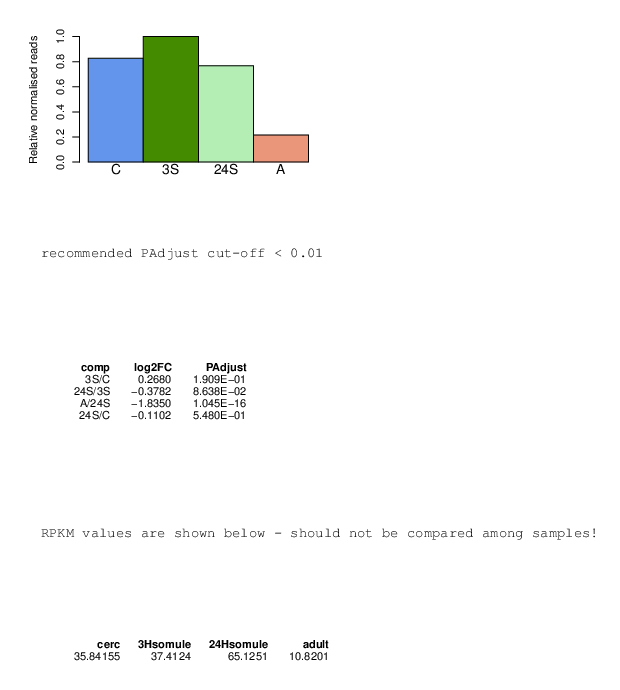 Relative normalised reads
1.0
0.8
0.6
0.4
0.2
0.0
C 3S 24S A
recommended PAdjust cut-off < 0.01
comp log2FC PAdjust
3S/C 0.2680 1.909E−01
24S/3S −0.3782 8.638E−02
A/24S −1.8350 1.045E−16
24S/C −0.1102 5.480E−01
RPKM values are shown below - should not be compared among samples!
cerc 3Hsomule 24Hsomule adult
35.84155 37.4124 65.1251 10.8201